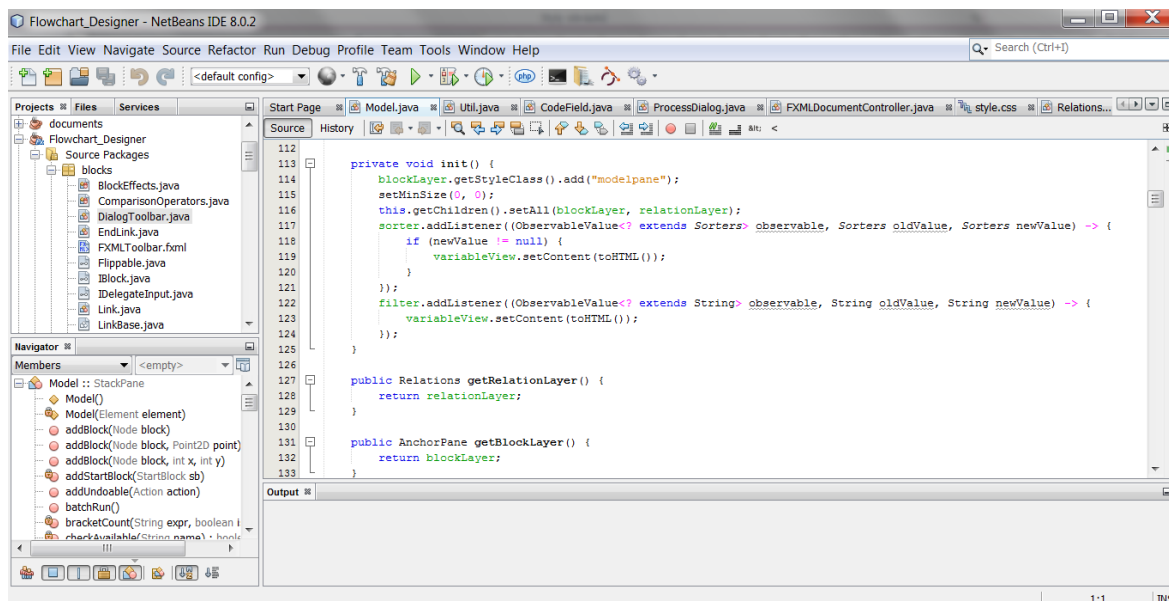 Flowchart_Designer - NetBeans IDE 8.0.2
File Edit View Navigate Source Refactor Run Debug Profile Team Tools Window Help
Search (Ctrl+I)
<default config>
php
Projects Files Services
documents
Flowchart_Designer
Source Packages
blocks
BlockEffects.java
ComparisonOperators.java
DialogToolbar.java
EndLink.java
FXMLToolbar.fxml
Flippable.java
IBlock.java
IDelegateInput.java
Link.java
LinkBase.java
Navigator
Members <empty>
Model :: StackPane
Model()
Model(Element element)
addBlock(Node block)
addBlock(Node block, Point2D point)
addBlock(Node block, int x, int y)
addStartBlock(StartBlock sb)
addUndoable(Action action)
batchRun()
bracketCount(String expr, boolean i
checkAvailable(String name) : boole
Start Page Model.java Util.java CodeField.java ProcessDialog.java FXMLDocumentController.java style.css Relations...
Source History
112
113 private void init() {
114 blockLayer.getStyleClass().add("modelpane");
115 setMinSize(0, 0);
116 this.getChildren().setAll(blockLayer, relationLayer);
117 sorter.addListener((ObservableValue<? extends Sorters> observable, Sorters oldValue, Sorters newValue) -> {
118 if (newValue != null) {
119 variableView.setContent(toHTML());
120 }
121 });
122 filter.addListener((ObservableValue<? extends String> observable, String oldValue, String newValue) -> {
123 variableView.setContent(toHTML());
124 });
125 }
126
127 public Relations getRelationLayer() {
128 return relationLayer;
129 }
130
131 public AnchorPane getBlockLayer() {
132 return blockLayer;
133 }
Output
1:1 INS